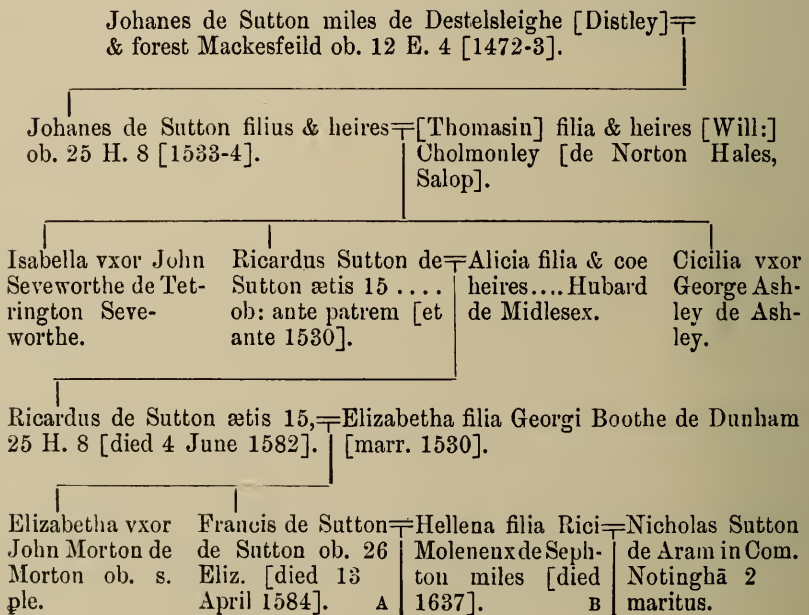 Johanes de Sutton miles de Destelsleighe [Distley]
& forest Mackesfeild ob. 12 E. 4 [1472-3].
Johanes de Sutton filius & heires
ob. 25 H. 8 [1533-4].
[Thomasin] filia & heires [Will:]
Cholmonley [de Norton Hales,
Salop].
Isabella vxor John
Seveworthe de Tet-
rington Seve-
worthe.
Ricardus Sutton de
Sutton ætis 15 ....
ob: ante patrem [et
ante 1530].
Alicia filia & coe
heires.... Hubard
de Midlesex.
Cicilia vxor
George Ash-
ley de Ash-
ley.
Ricardus de Sutton ætis 15,
25 H. 8 [died 4 June 1582].
Elizabetha filia Georgi Boothe de Dunham
[marr. 1530].
Elizabetha vxor
John Morton de
Morton ob. s.
ple.
Francis de Sutton
de Sutton ob. 26
Eliz. [died 13
April 1584]. A
Hellena filia Rici
Moleneux de Seph-
ton miles [died
1637]. B
Nicholas Sutton
de Aram in Com.
Notinghā 2
maritus.